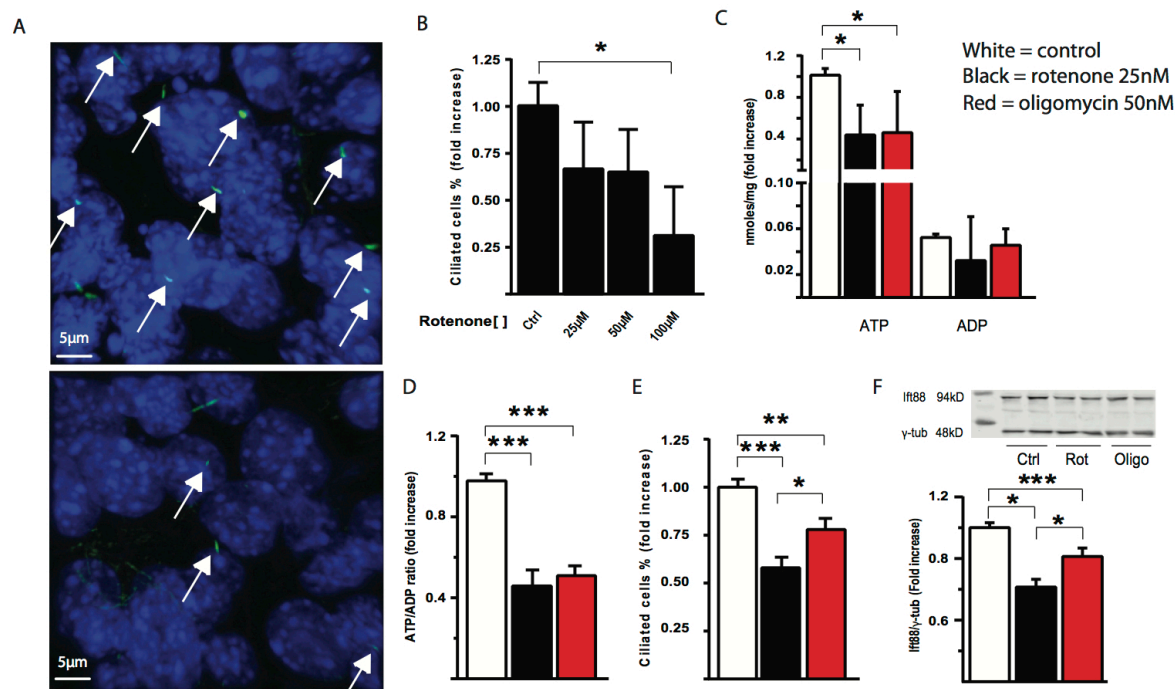 A
5μm
5μm
B
Ciliated cells % (fold increase)
1.25
1.00
0.75
0.50
0.25
*
Rotenone[ ]
Ctrl
25μM
50μM
100μM
C
nmoles/mg (fold increase)
1.2
0.8
0.4
0.10
0.06
0.02
*
*
ATP
ADP
White = control
Black = rotenone 25nM
Red = oligomycin 50nM
D
ATP/ADP ratio (fold increase)
1.2
0.8
0.4
***
***
E
Ciliated cells % (fold increase)
1.25
1.00
0.75
0.50
0.25
**
***
*
F
Ift88 94kD
γ-tub 48kD
Ctrl Rot Oligo
Ift88/γ-tub (Fold increase)
1.2
1.0
0.8
0.6
***
*
*